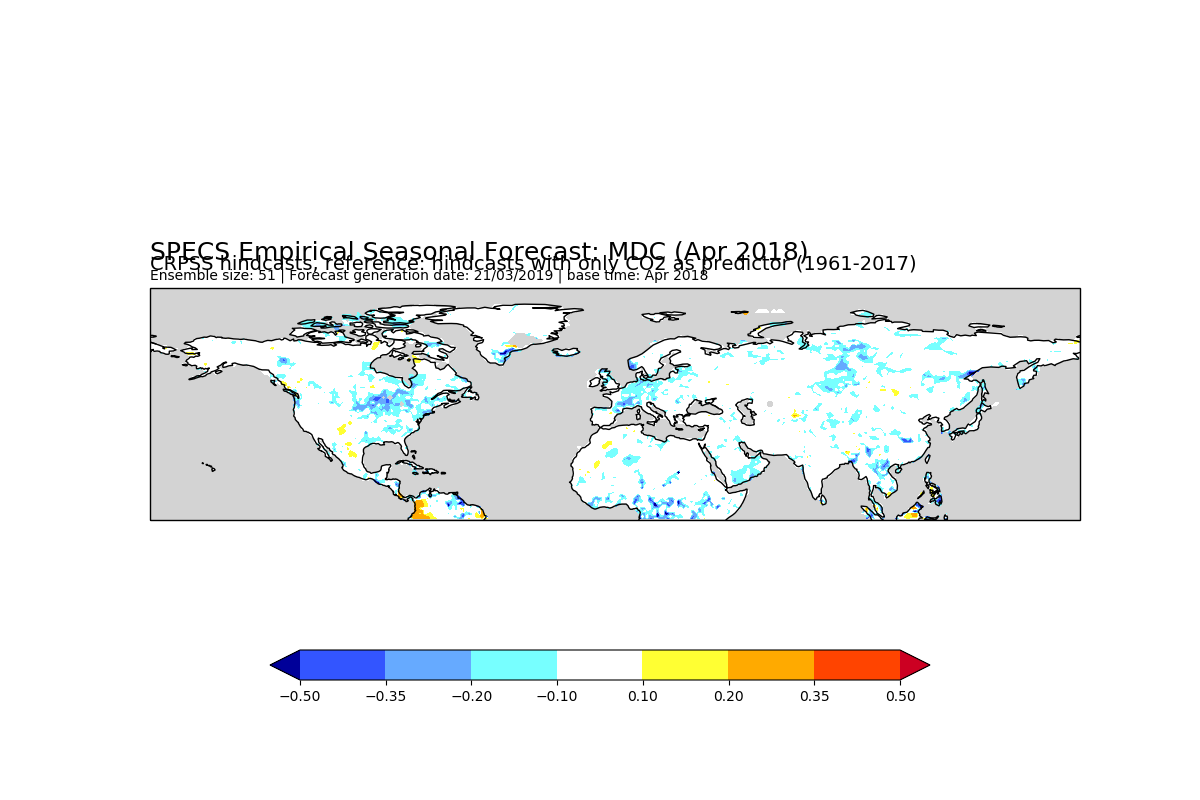 SPECS Empirical Seasonal Forecast: MDC (Apr 2018)
CRPSS hindcasts, reference: hindcasts with only CO2 as predictor (1961-2017)
Ensemble size: 51 | Forecast generation date: 21/03/2019 | base time: Apr 2018
−0.50 −0.35 −0.20 −0.10 0.10 0.20 0.35 0.50